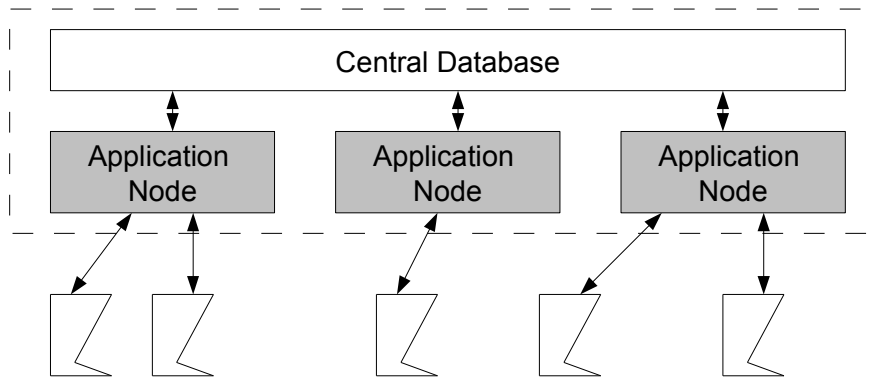 Central Database
Application
Node
Application
Node
Application
Node